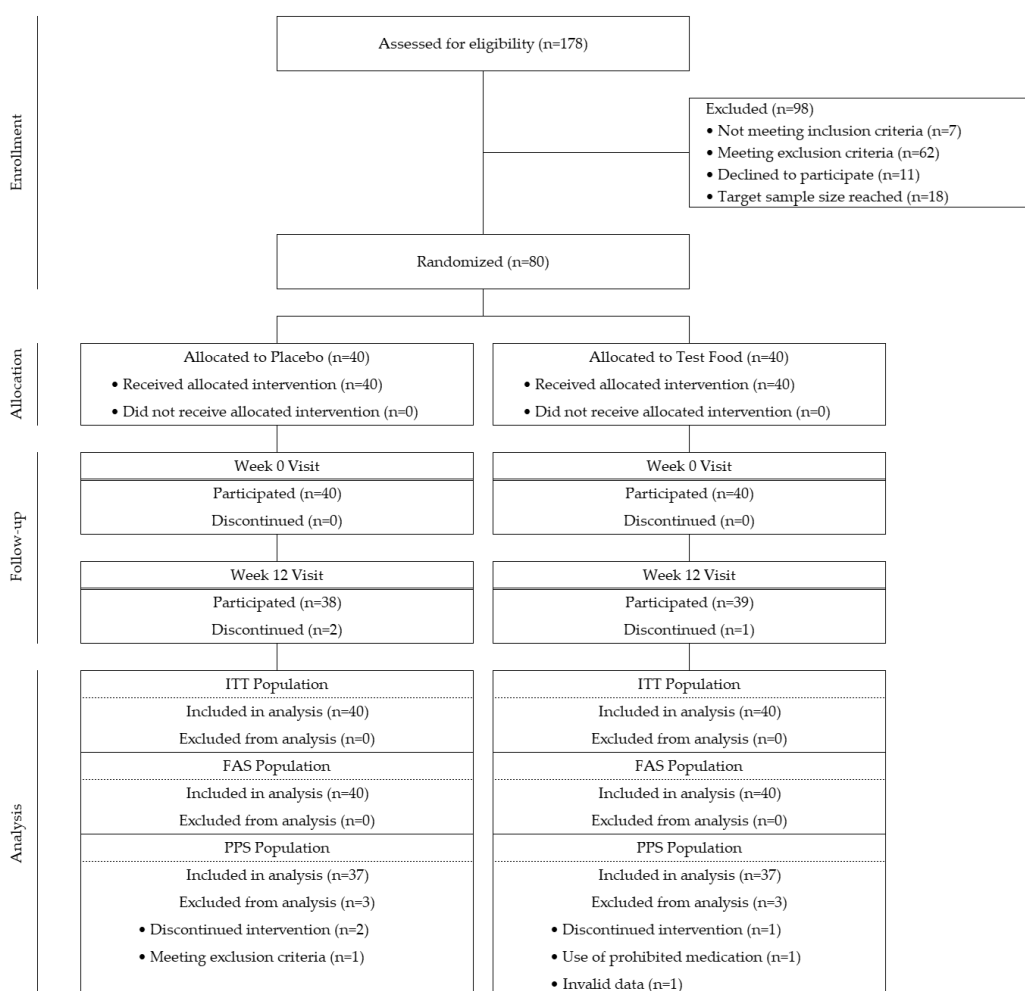 Enrollment
Assessed for eligibility (n=178)
Excluded (n=98)
• Not meeting inclusion criteria (n=7)
• Meeting exclusion criteria (n=62)
• Declined to participate (n=11)
• Target sample size reached (n=18)
Randomized (n=80)
Allocation
Allocated to Placebo (n=40)
• Received allocated intervention (n=40)
• Did not receive allocated intervention (n=0)
Allocated to Test Food (n=40)
• Received allocated intervention (n=40)
• Did not receive allocated intervention (n=0)
Follow-up
Week 0 Visit
Participated (n=40)
Discontinued (n=0)
Week 0 Visit
Participated (n=40)
Discontinued (n=0)
Week 12 Visit
Participated (n=38)
Discontinued (n=2)
Week 12 Visit
Participated (n=39)
Discontinued (n=1)
Analysis
ITT Population
Included in analysis (n=40)
Excluded from analysis (n=0)
FAS Population
Included in analysis (n=40)
Excluded from analysis (n=0)
PPS Population
Included in analysis (n=37)
Excluded from analysis (n=3)
• Discontinued intervention (n=2)
• Meeting exclusion criteria (n=1)
ITT Population
Included in analysis (n=40)
Excluded from analysis (n=0)
FAS Population
Included in analysis (n=40)
Excluded from analysis (n=0)
PPS Population
Included in analysis (n=37)
Excluded from analysis (n=3)
• Discontinued intervention (n=1)
• Use of prohibited medication (n=1)
• Invalid data (n=1)